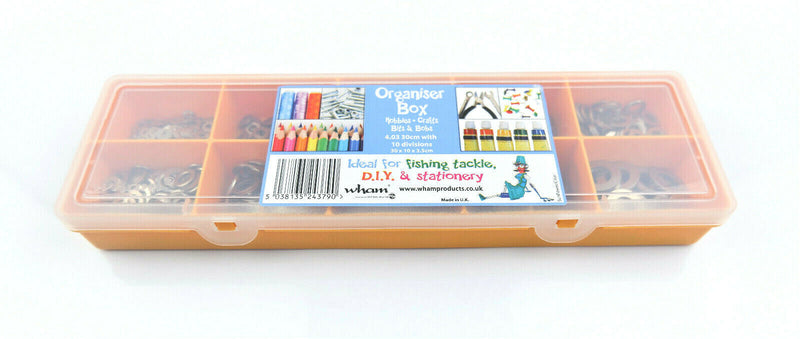 Organiser
Box
Hobbies • Crafts
Bits & Bobs
4.03 30cm with
10 divisions
30 x 10 x 3.5cm
Ideal for fishing tackle,
D.I.Y. & stationery
wham® www.whamproducts.co.uk
5 038135 243790 >
Made in U.K.